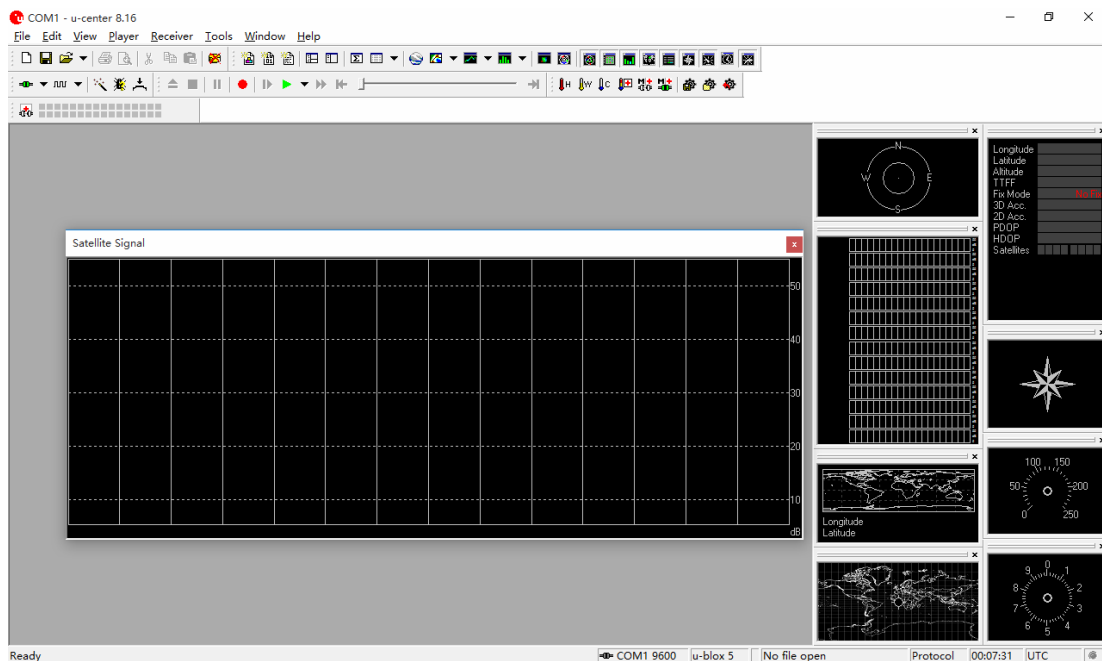 COM1 - u-center 8.16
File Edit View Player Receiver Tools Window Help
Satellite Signal
50
40
30
20
10
dB
N
W E
S
Longitude
Latitude
Altitude
TTFF
Fix Mode
3D Acc.
2D Acc.
PDOP
HDOP
Satellites
Longitude
Latitude
100 150
50 200
0 250
0
9 1
8 2
7 3
6 4
5
Ready COM1 9600 u-blox 5 No file open Protocol 00:07:31 UTC